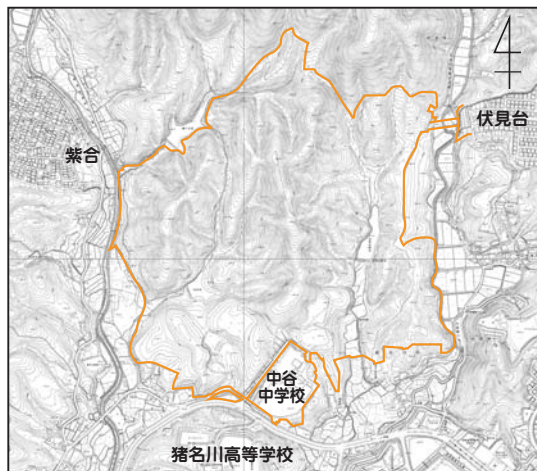 伏見台
紫合
中谷
中学校
猪名川高等学校